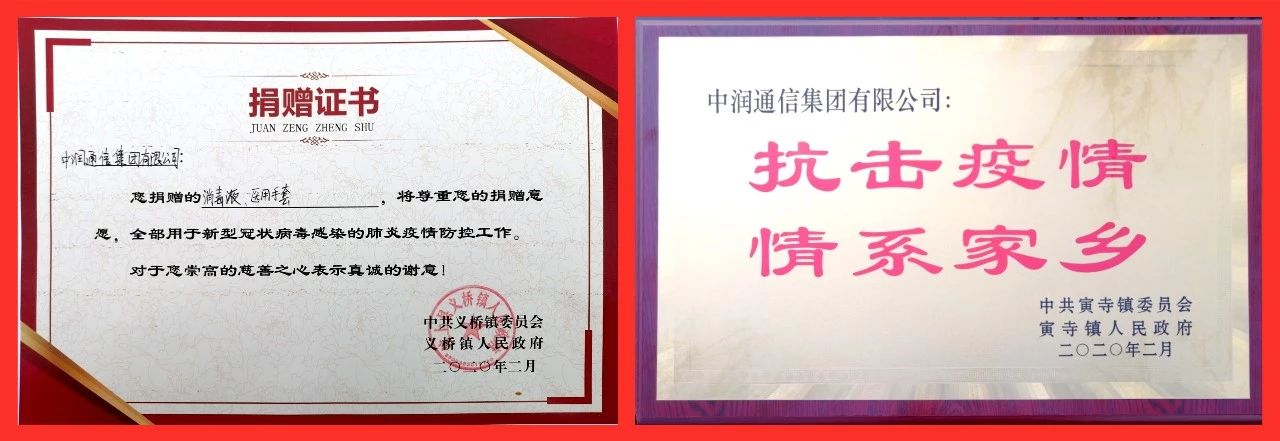 捐赠证书
JUAN ZENG ZHENG SHU
中润通信集团有限公司:
您捐赠的消毒液、医用手套，将尊重您的捐赠意
愿，全部用于新型冠状病毒感染的肺炎疫情防控工作。
对于您崇高的慈善之心表示真诚的谢意！
中共义桥镇委员会
义桥镇人民政府
二〇二〇年二月
中润通信集团有限公司：
抗击疫情
情系家乡
中共寅寺镇委员会
寅寺镇人民政府
二〇二〇年二月